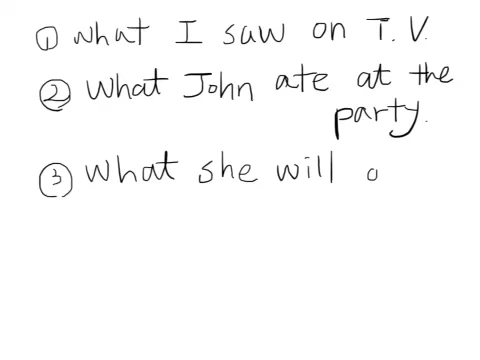 ① What I saw on T.V.
② What John ate at the
party.
③ What she will o